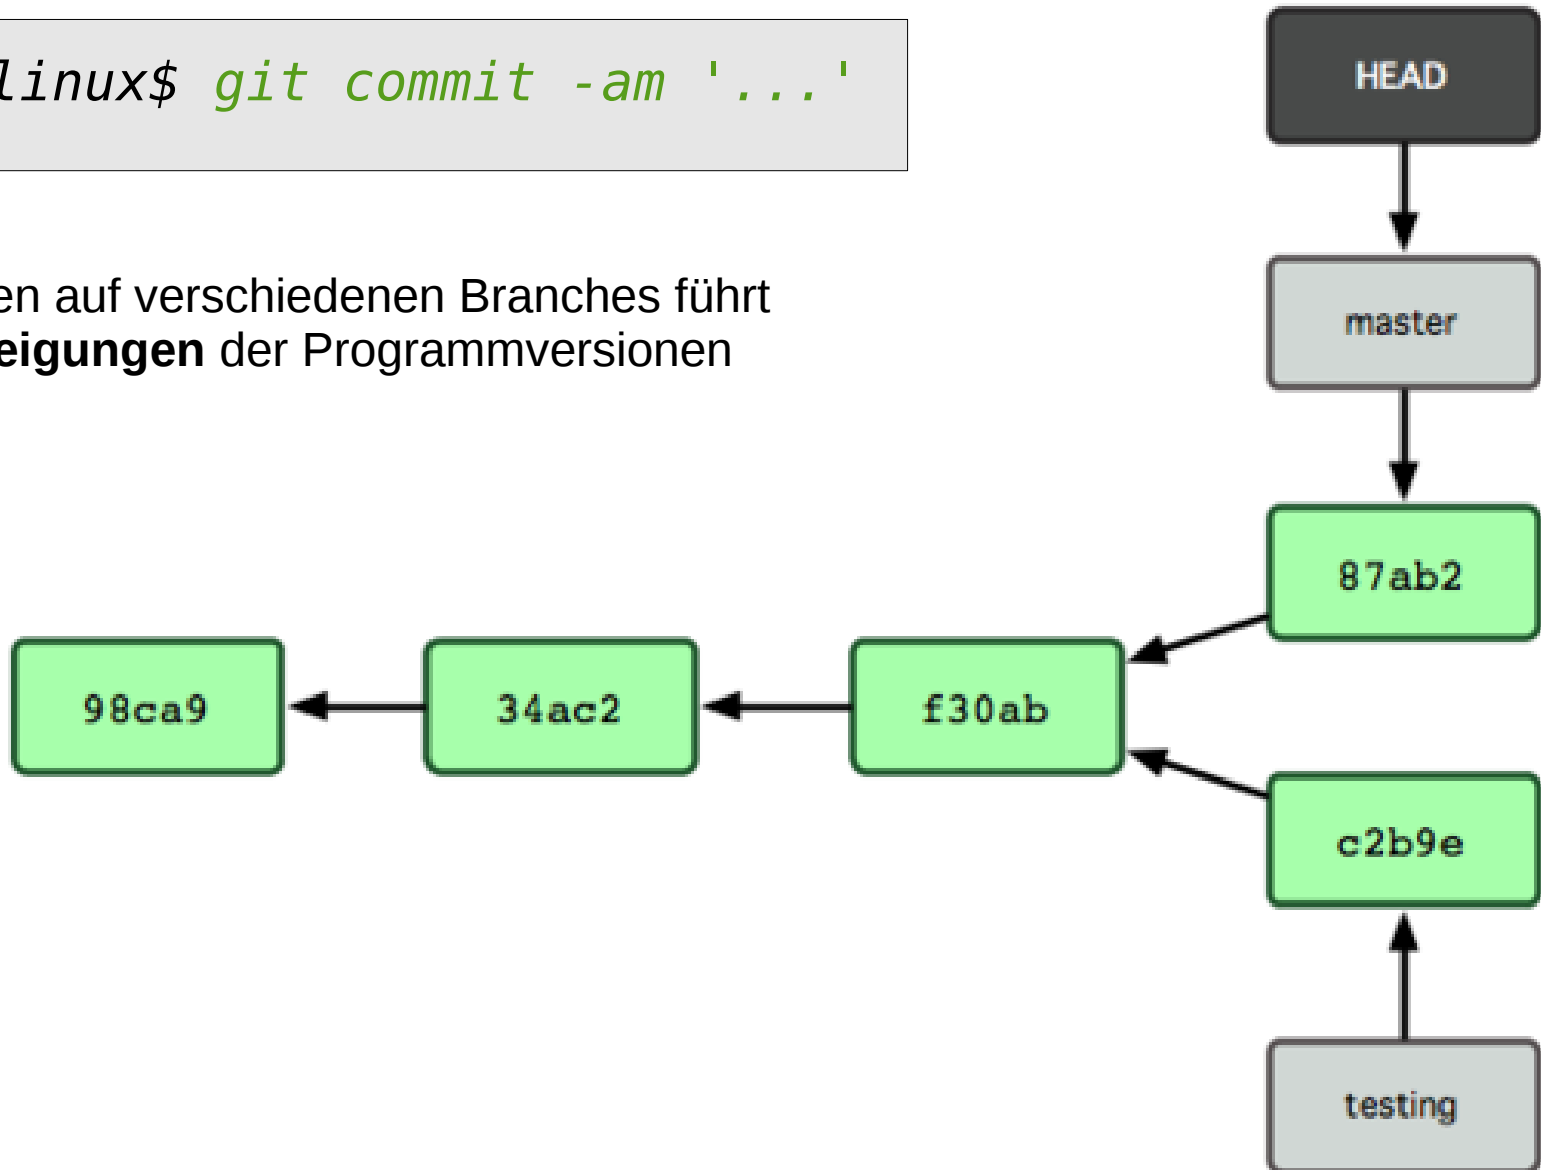 linux$ git commit -am '...'
HEAD
en auf verschiedenen Branches führt
eigungen der Programmversionen
master
87ab2
98ca9
34ac2
f30ab
c2b9e
testing